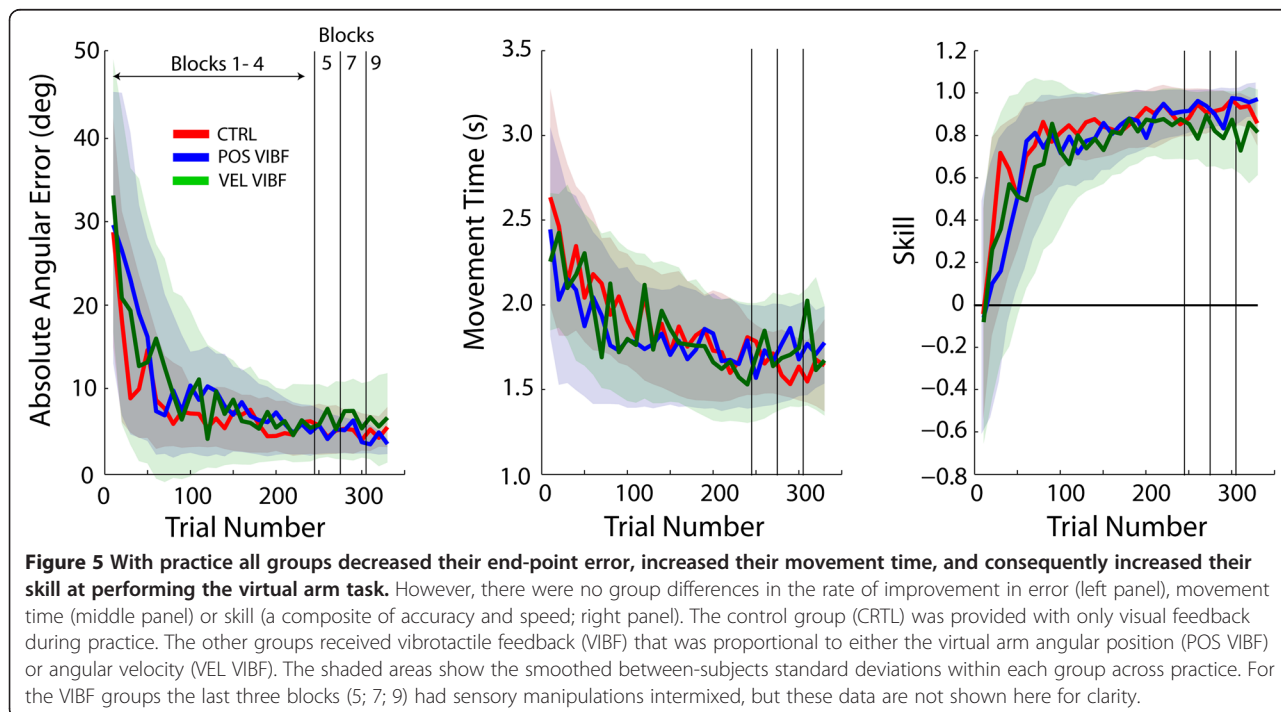 Blocks
Blocks 1- 4
5 7 9
CTRL
POS VIBF
VEL VIBF
Absolute Angular Error (deg)
50
40
30
20
10
0
0 100 200 300
Trial Number
Movement Time (s)
3.5
3.0
2.5
2.0
1.5
1.0
0 100 200 300
Trial Number
Skill
1.2
1.0
0.8
0.6
0.4
0.2
0
−0.2
−0.4
−0.6
−0.8
0 100 200 300
Trial Number
Figure 5 With practice all groups decreased their end-point error, increased their movement time, and consequently increased their
skill at performing the virtual arm task. However, there were no group differences in the rate of improvement in error (left panel), movement
time (middle panel) or skill (a composite of accuracy and speed; right panel). The control group (CRTL) was provided with only visual feedback
during practice. The other groups received vibrotactile feedback (VIBF) that was proportional to either the virtual arm angular position (POS VIBF)
or angular velocity (VEL VIBF). The shaded areas show the smoothed between-subjects standard deviations within each group across practice. For
the VIBF groups the last three blocks (5; 7; 9) had sensory manipulations intermixed, but these data are not shown here for clarity.